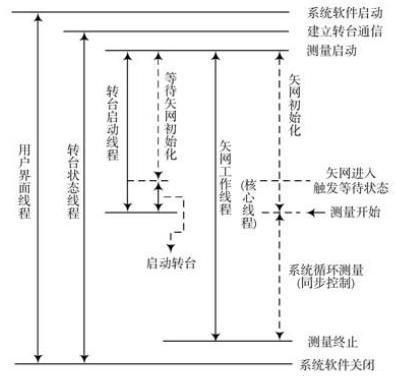 系统软件启动
建立转台通信
测量启动
用户界面线程
转台状态线程
转台启动线程
等待矢网初始化
矢网工作线程
(核心线程)
矢网初始化
矢网进入
触发等待状态
测量开始
启动转台
系统循环测量
(同步控制)
测量终止
系统软件关闭